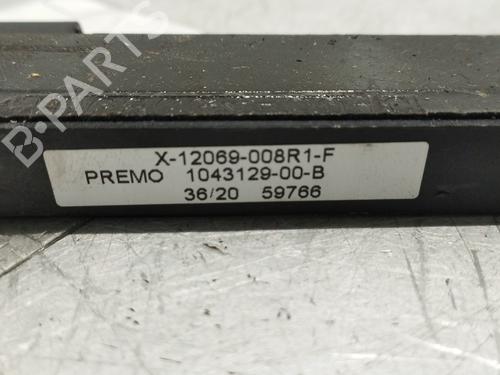 B-PARTS
X-12069-008R1-F
PREMO 1043129-00-B
36/20 59766